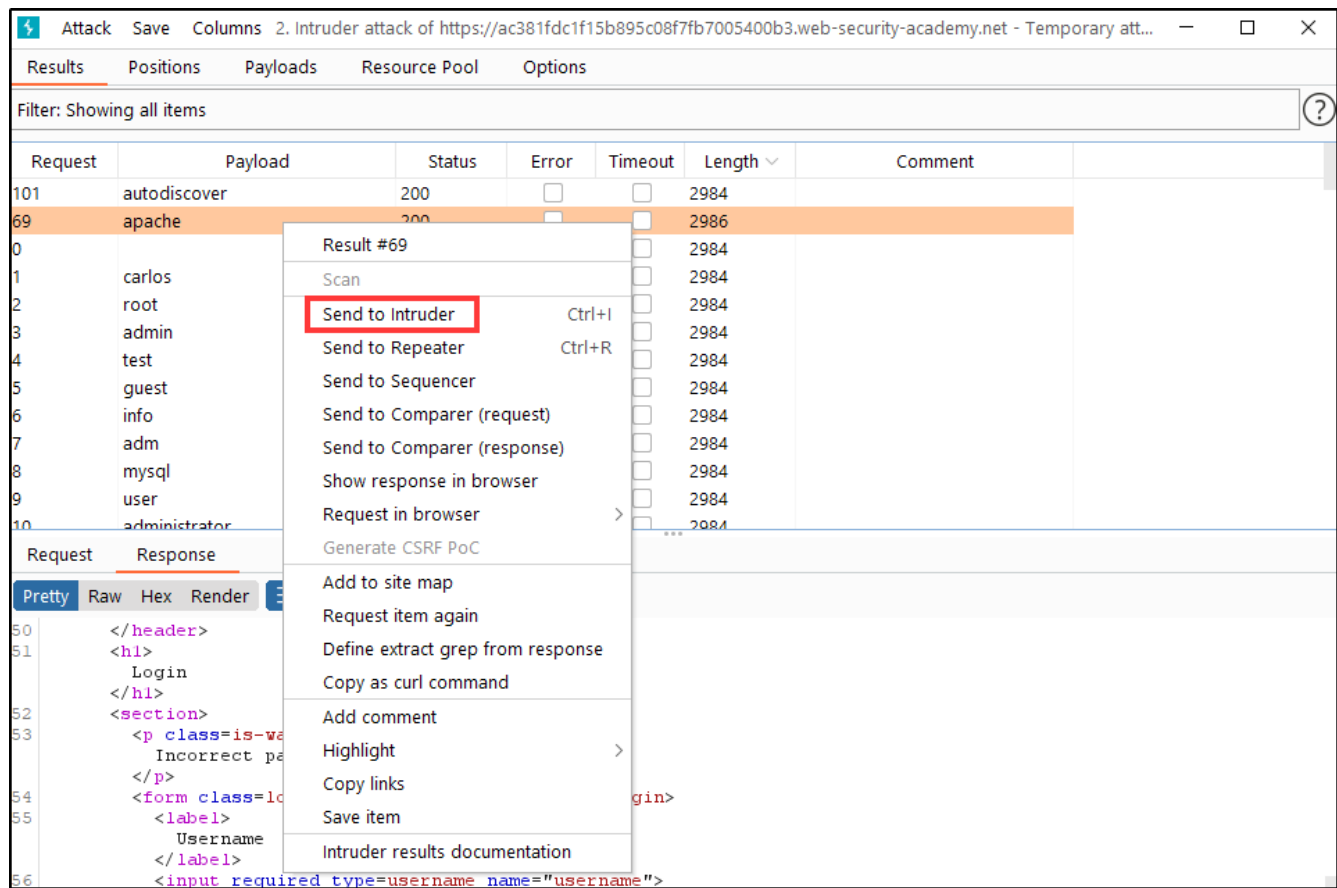 Attack Save Columns 2. Intruder attack of https://ac381fdc1f15b895c08f7fb7005400b3.web-security-academy.net - Temporary att...
Results Positions Payloads Resource Pool Options
Filter: Showing all items
?
Request Payload Status Error Timeout Length Comment
101 autodiscover 200 2984
69 apache 200 2986
0 2984
1 carlos 2984
2 root 2984
3 admin 2984
4 test 2984
5 guest 2984
6 info 2984
7 adm 2984
8 mysql 2984
9 user 2984
10 administrator 2984
Result #69
Scan
Send to Intruder Ctrl+I
Send to Repeater Ctrl+R
Send to Sequencer
Send to Comparer (request)
Send to Comparer (response)
Show response in browser
Request in browser
Generate CSRF PoC
Add to site map
Request item again
Define extract grep from response
Copy as curl command
Add comment
Highlight
Copy links
Save item
Intruder results documentation
Request Response
Pretty Raw Hex Render
50 </header>
51 <h1>
Login
</h1>
52 <section>
53 <p class=is-wa
Incorrect pa
</p>
54 <form class=lo gin>
55 <label>
Username
</label>
56 <input required type=username name="username">